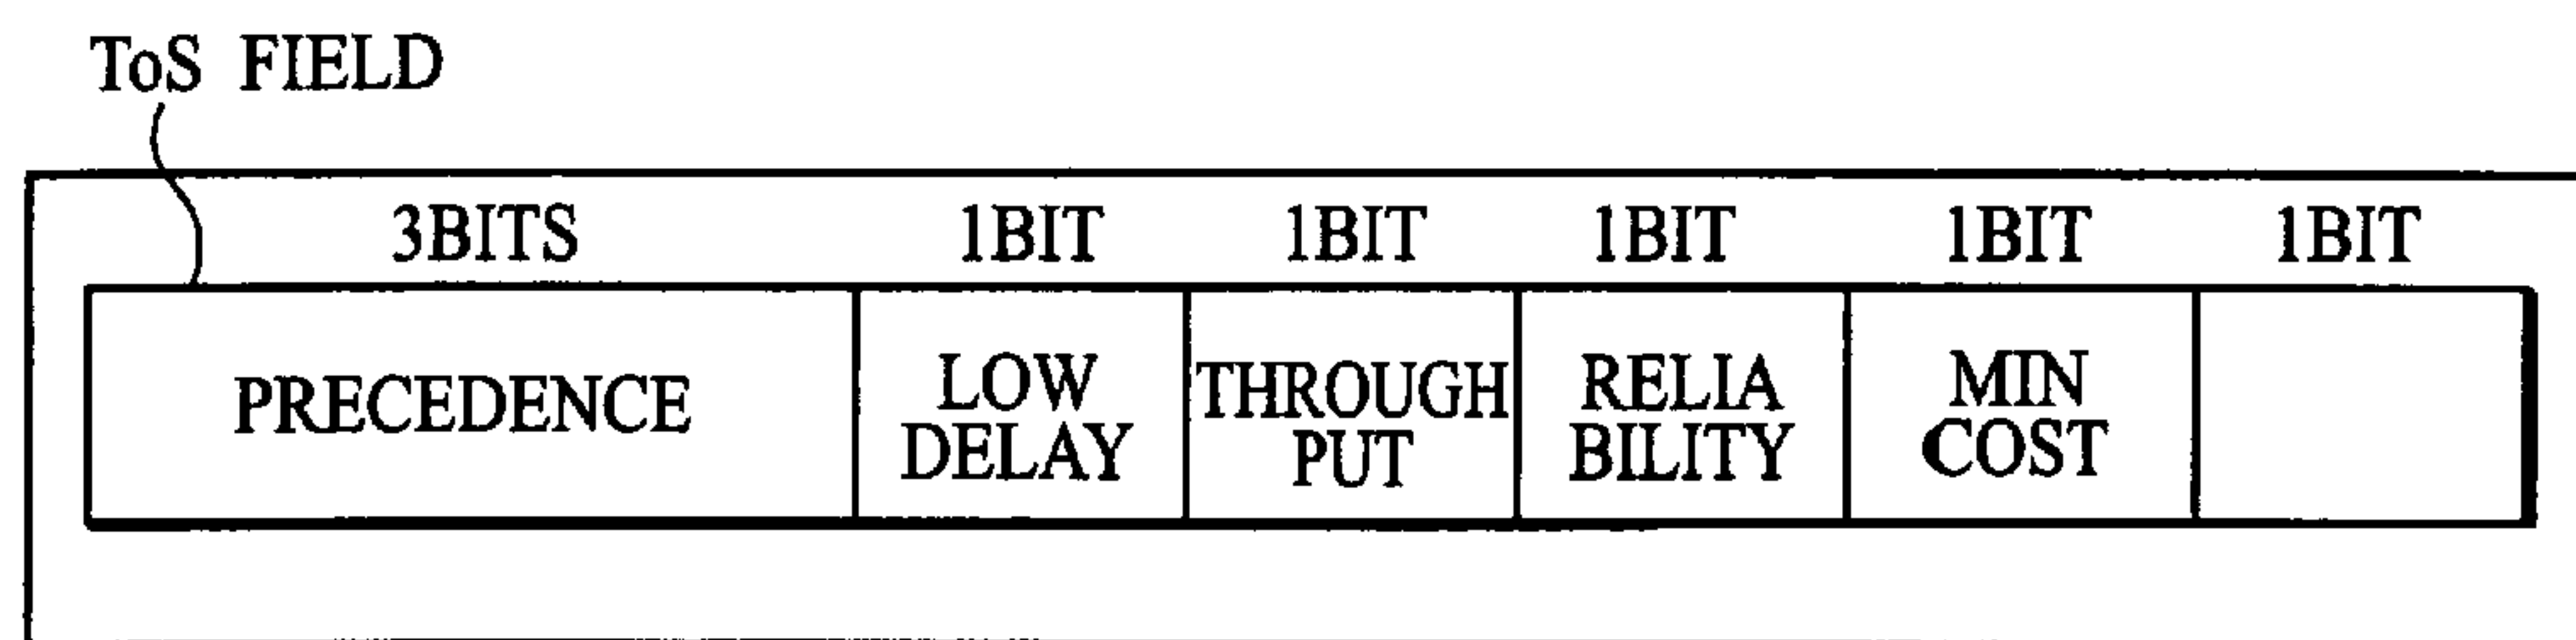 ToS FIELD
3BITS 1BIT 1BIT 1BIT 1BIT 1BIT
PRECEDENCE
LOW
DELAY
THROUGH
PUT
RELIA
BILITY
MIN
COST